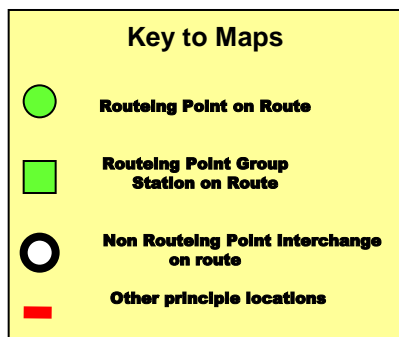 Key to Maps
Routeing Point on Route
Routeing Point Group
Station on Route
Non Routeing Point Interchange
on route
Other principle locations